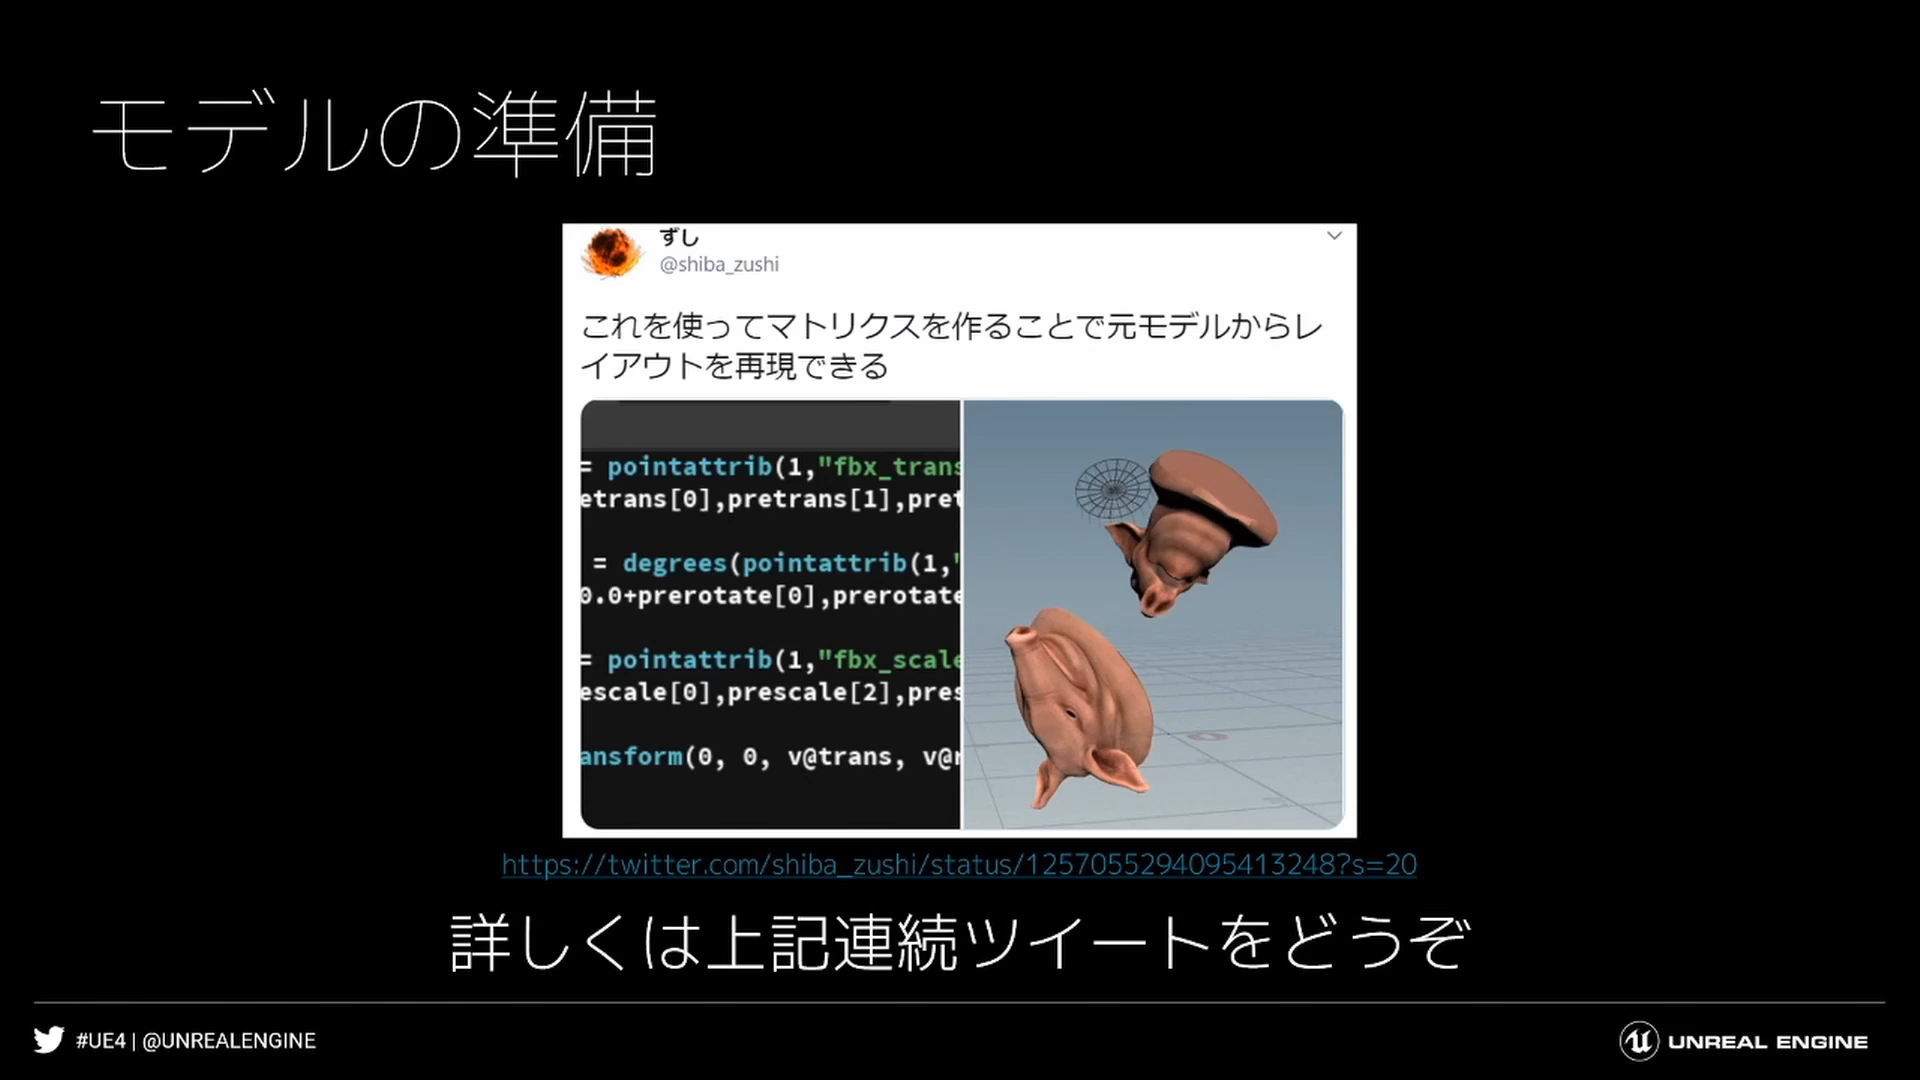 モデルの準備
ずし
@shiba_zushi
これを使ってマトリクスを作ることで元モデルからレ
イアウトを再現できる
= pointattrib(1,"fbx_trans
etrans[0],pretrans[1],pret
= degrees(pointattrib(1,"
0.0+prerotate[0],prerotate
= pointattrib(1,"fbx_scale
escale[0],prescale[2],pres
ansform(0, 0, v@trans, v@r
https://twitter.com/shiba_zushi/status/1257055294095413248?s=20
詳しくは上記連続ツイートをどうぞ
#UE4 | @UNREALENGINE
UNREAL ENGINE